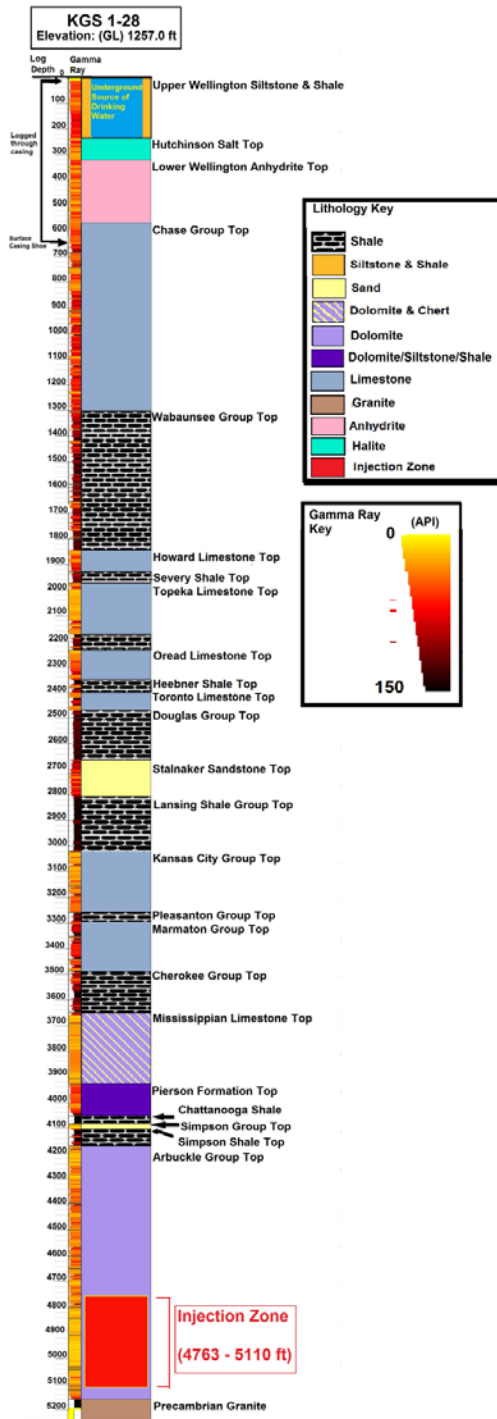 KGS 1-28
Elevation: (GL) 1257.0 ft
Log Depth
Gamma Ray
0
Upper Wellington Siltstone & Shale
Underground
Source of
Drinking
Water
100
200
Logged through casing
Hutchinson Salt Top
300
Lower Wellington Anhydrite Top
400
500
600
Chase Group Top
Surface Casing Shoe
700
800
900
1000
1100
1200
1300
Wabaunsee Group Top
1400
1500
1600
1700
1800
1900
Howard Limestone Top
Severy Shale Top
2000
Topeka Limestone Top
2100
2200
Oread Limestone Top
2300
Heebner Shale Top
2400
Toronto Limestone Top
2500
Douglas Group Top
2600
2700
Stalnaker Sandstone Top
2800
Lansing Shale Group Top
2900
3000
Kansas City Group Top
3100
3200
3300
Pleasanton Group Top
Marmaton Group Top
3400
3500
Cherokee Group Top
3600
3700
Mississippian Limestone Top
3800
3900
Pierson Formation Top
4000
Chattanooga Shale
4100
Simpson Group Top
Simpson Shale Top
4200
Arbuckle Group Top
4300
4400
4500
4600
4700
4800
4900
5000
5100
Injection Zone
(4763 - 5110 ft)
5200
Precambrian Granite
Lithology Key
Shale
Siltstone & Shale
Sand
Dolomite & Chert
Dolomite
Dolomite/Siltstone/Shale
Limestone
Granite
Anhydrite
Halite
Injection Zone
Gamma Ray
Key
0
(API)
150